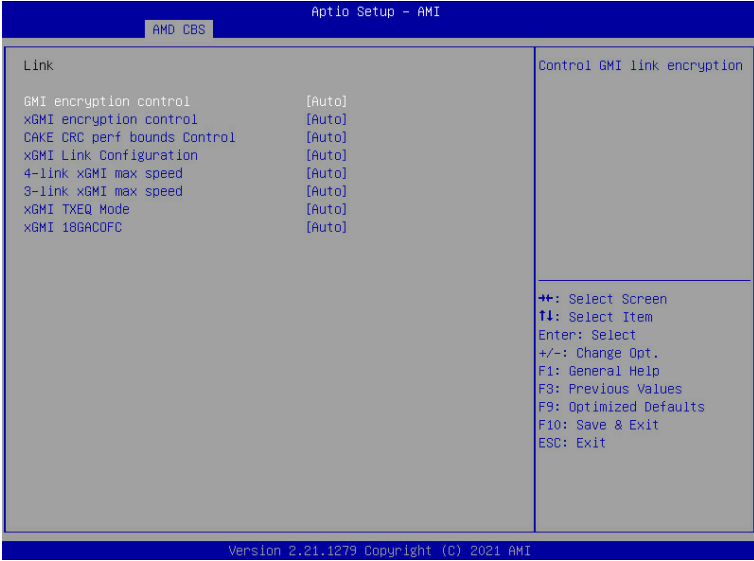 Aptio Setup – AMI
AMD CBS
Link
GMI encryption control [Auto]
xGMI encryption control [Auto]
CAKE CRC perf bounds Control [Auto]
xGMI Link Configuration [Auto]
4-link xGMI max speed [Auto]
3-link xGMI max speed [Auto]
xGMI TXEQ Mode [Auto]
xGMI 18GACOFC [Auto]
Control GMI link encryption
→←: Select Screen
↑↓: Select Item
Enter: Select
+/-: Change Opt.
F1: General Help
F3: Previous Values
F9: Optimized Defaults
F10: Save & Exit
ESC: Exit
Version 2.21.1279 Copyright (C) 2021 AMI